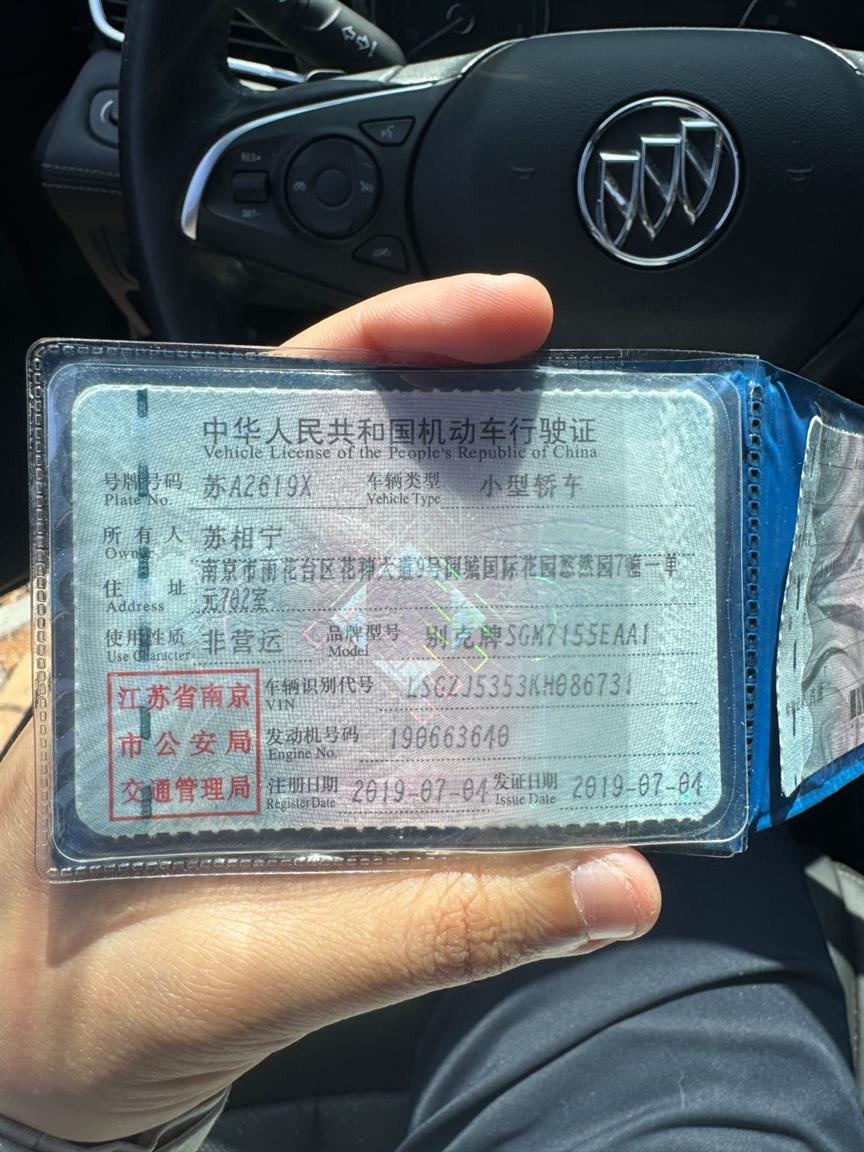 RES+
SET-
中华人民共和国机动车行驶证
Vehicle License of the People's Republic of China
号牌号码 苏A2619X 车辆类型 小型轿车
Plate No. Vehicle Type
所有人 苏相宁
Owner
南京市雨花台区花神大道9号阅城国际花园悠然园7幢一单
住址 元702室
Address
使用性质 非营运 品牌型号 别克牌SGM7155EAA1
Use Character Model
江苏省南京
市公安局
交通管理局
车辆识别代号 LSGZJ5353KH086731
VIN
发动机号码 190663640
Engine No.
注册日期 2019-07-04 发证日期 2019-07-04
Register Date Issue Date